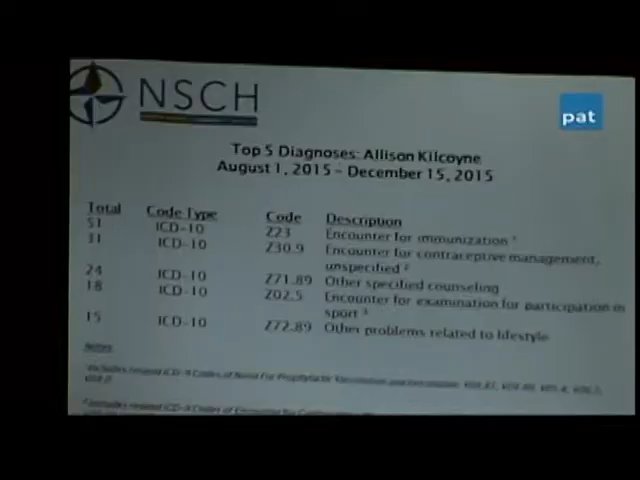 NSCH
pat
Top 5 Diagnoses: Allison Kilcoyne
August 1, 2015 - December 15, 2015
Total Code Type Code Description
51 ICD-10 Z23 Encounter for immunization ¹
31 ICD-10 Z30.9 Encounter for contraceptive management,
unspecified ²
24 ICD-10 Z71.89 Other specified counseling
18 ICD-10 Z02.5 Encounter for examination for participation in
sport ³
15 ICD-10 Z72.89 Other problems related to lifestyle
Notes